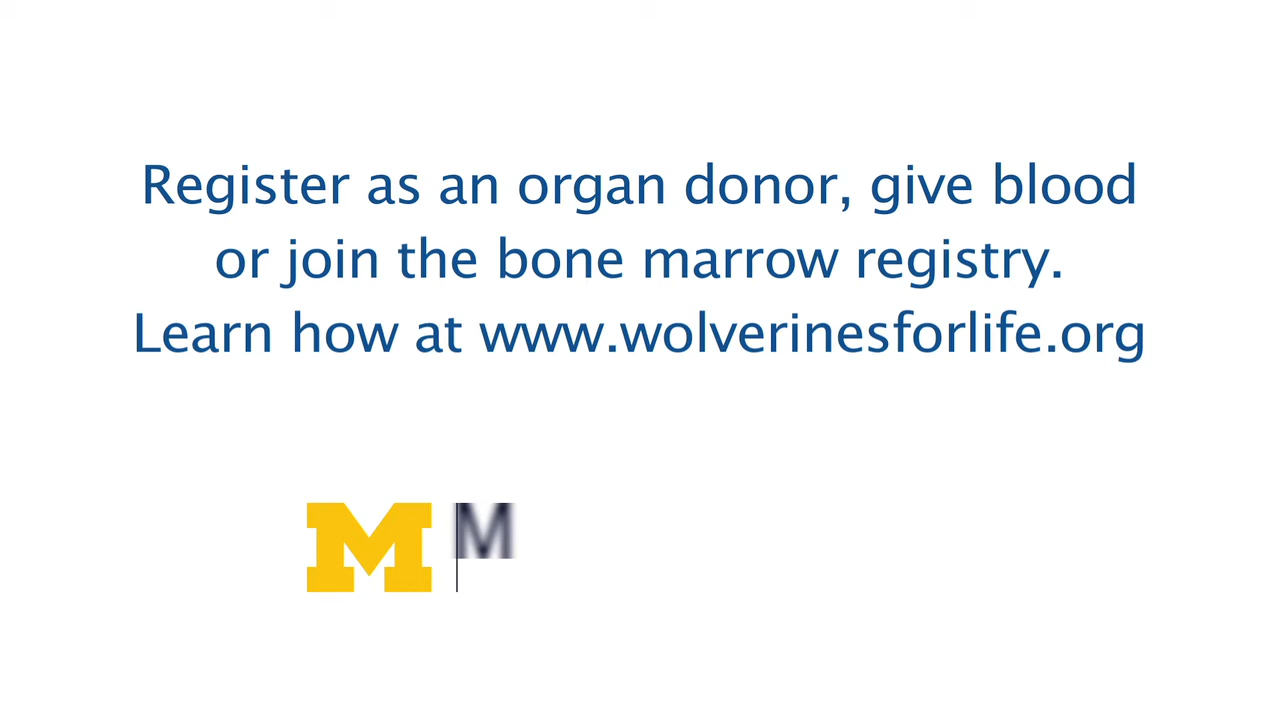 Register as an organ donor, give blood
or join the bone marrow registry.
Learn how at www.wolverinesforlife.org
M M